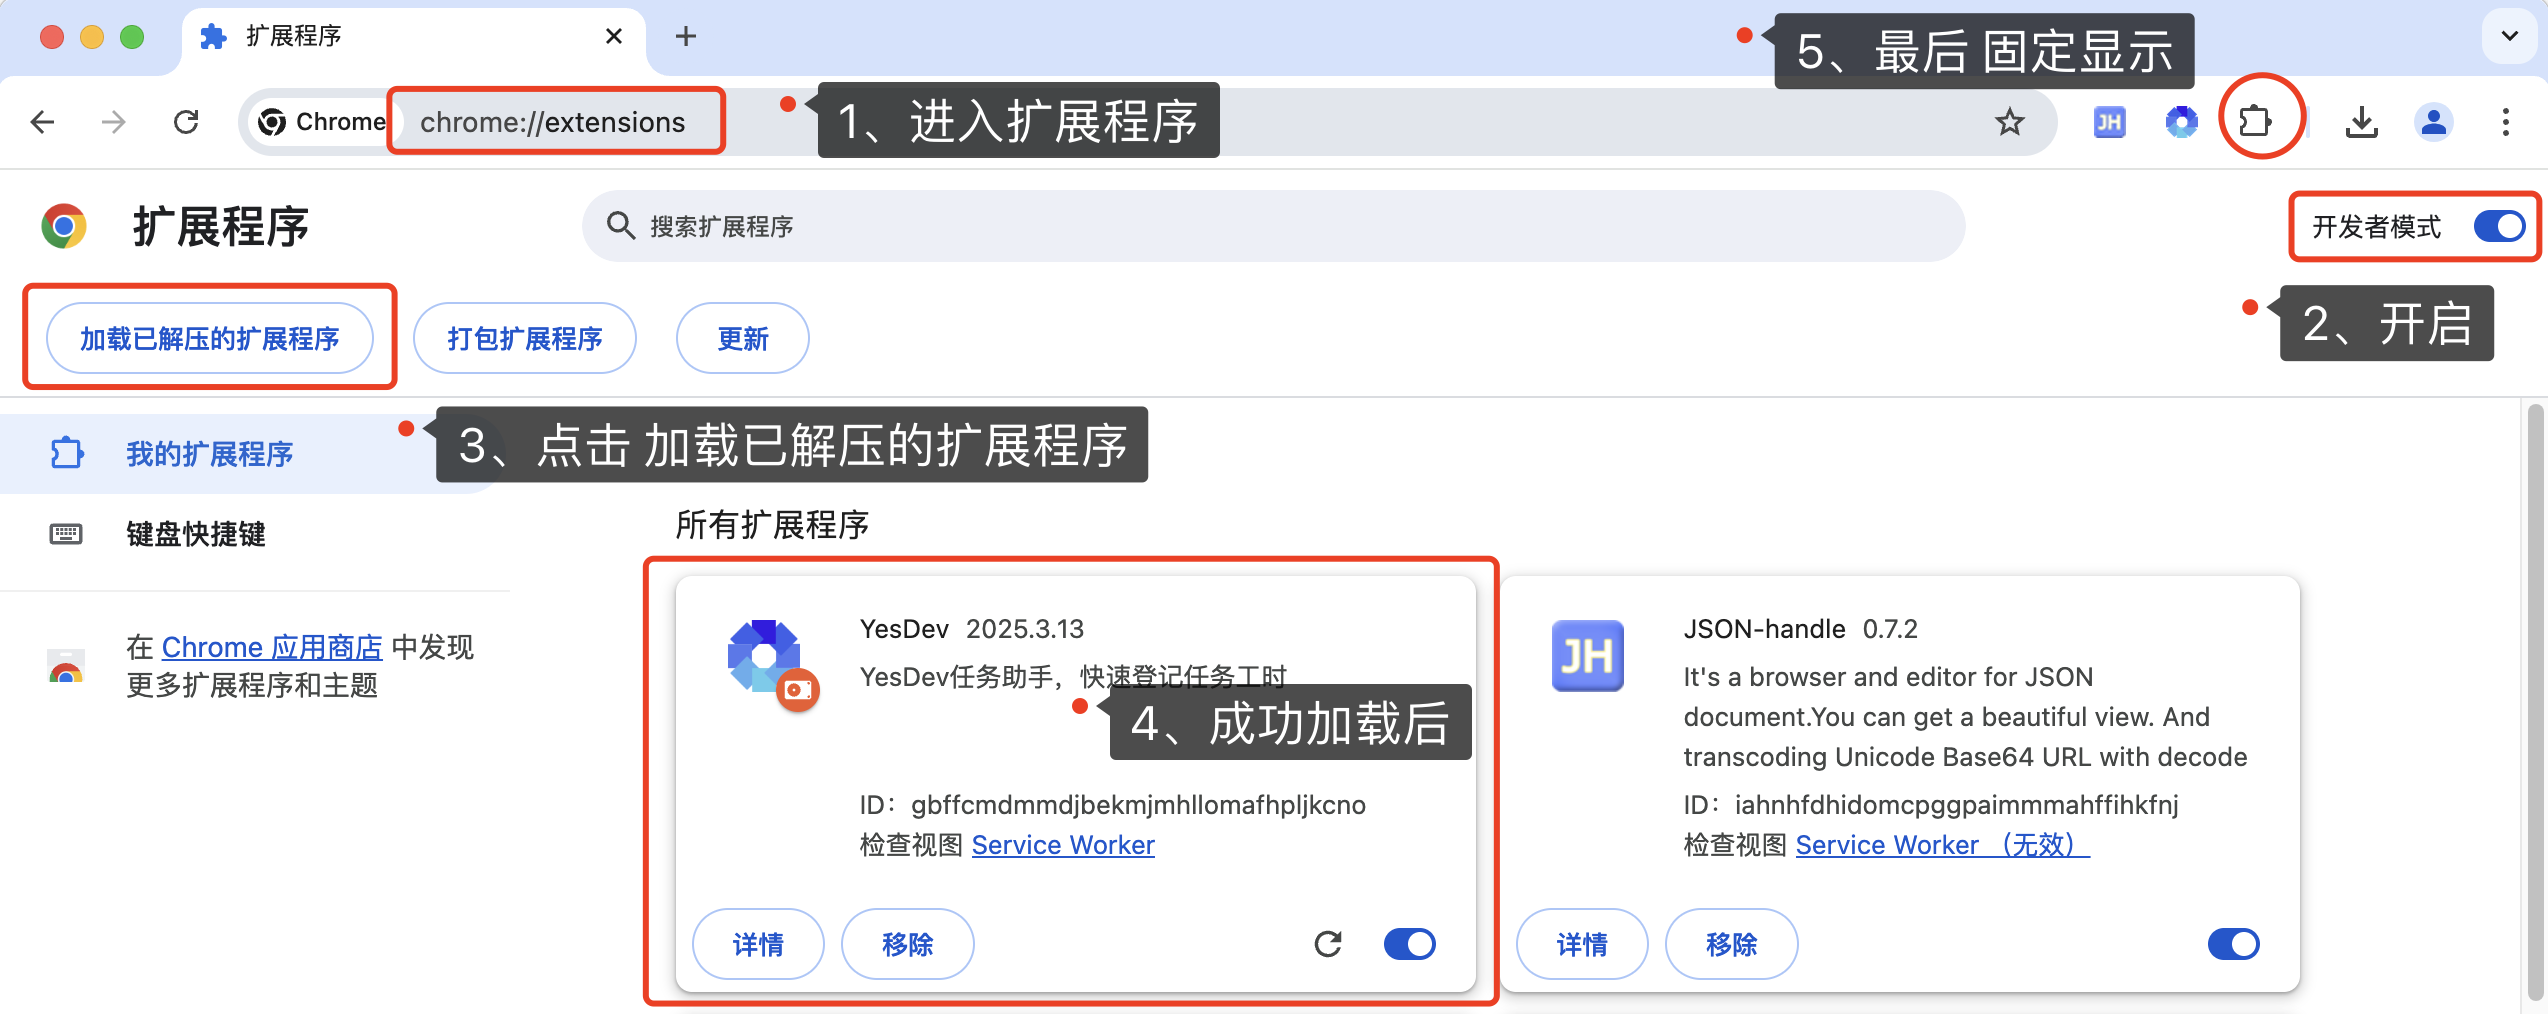 扩展程序
5、最后 固定显示
Chrome
chrome://extensions
1、进入扩展程序
JH
扩展程序
搜索扩展程序
开发者模式
加载已解压的扩展程序
打包扩展程序
更新
2、开启
我的扩展程序
3、点击 加载已解压的扩展程序
键盘快捷键
所有扩展程序
在 Chrome 应用商店 中发现
更多扩展程序和主题
YesDev 2025.3.13
YesDev任务助手，快速登记任务工时
4、成功加载后
ID：gbffcmdmmdjbekmjmhllomafhpljkcno
检查视图 Service Worker
详情
移除
JH
JSON-handle 0.7.2
It's a browser and editor for JSON
document.You can get a beautiful view. And
transcoding Unicode Base64 URL with decode
ID：iahnhfdhidomcpggpaimmmahffihkfnj
检查视图 Service Worker （无效）
详情
移除